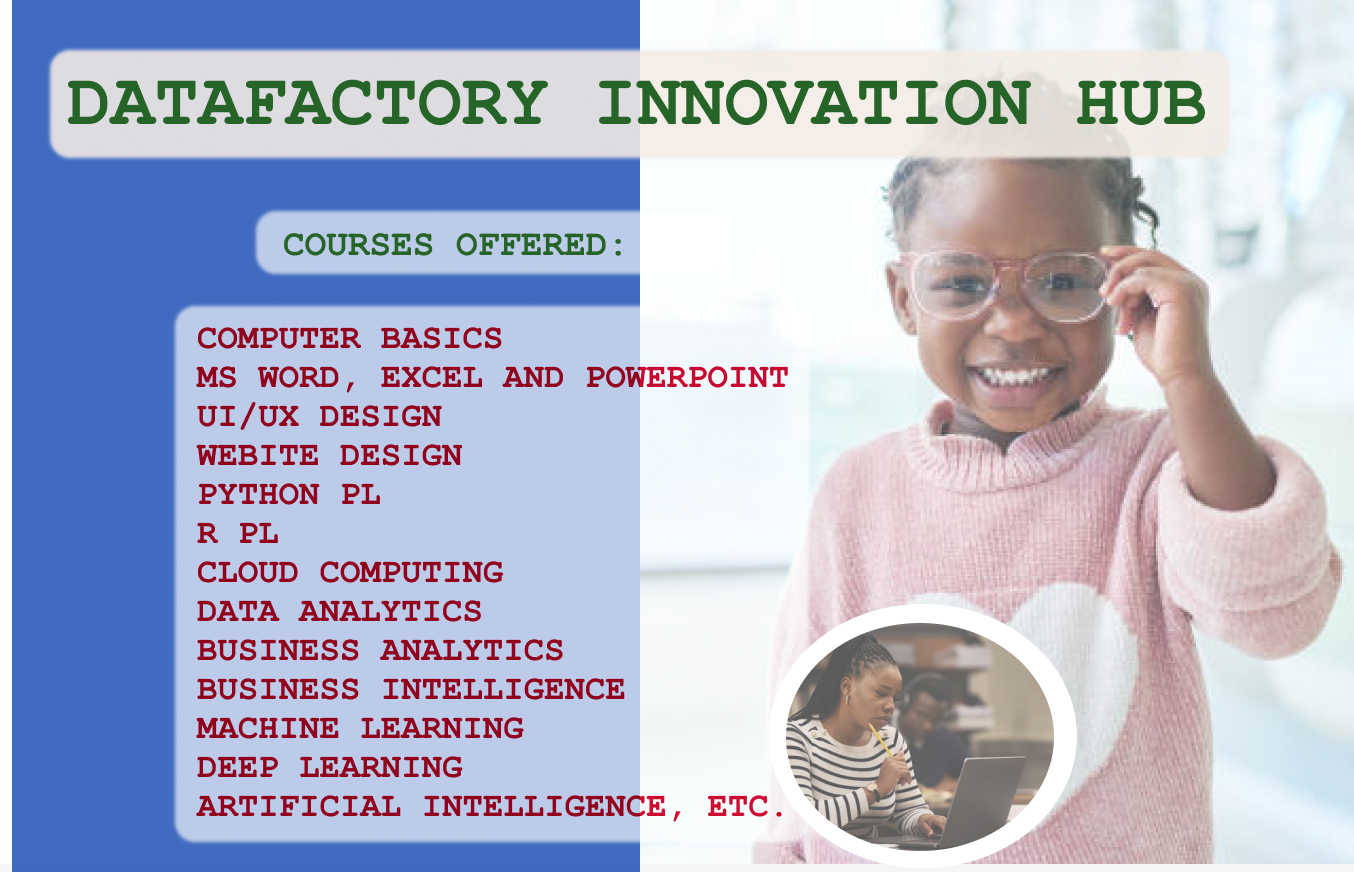 DATAFACTORY INNOVATION HUB
COURSES OFFERED:
COMPUTER BASICS
MS WORD, EXCEL AND POWERPOINT
UI/UX DESIGN
WEBITE DESIGN
PYTHON PL
R PL
CLOUD COMPUTING
DATA ANALYTICS
BUSINESS ANALYTICS
BUSINESS INTELLIGENCE
MACHINE LEARNING
DEEP LEARNING
ARTIFICIAL INTELLIGENCE, ETC.